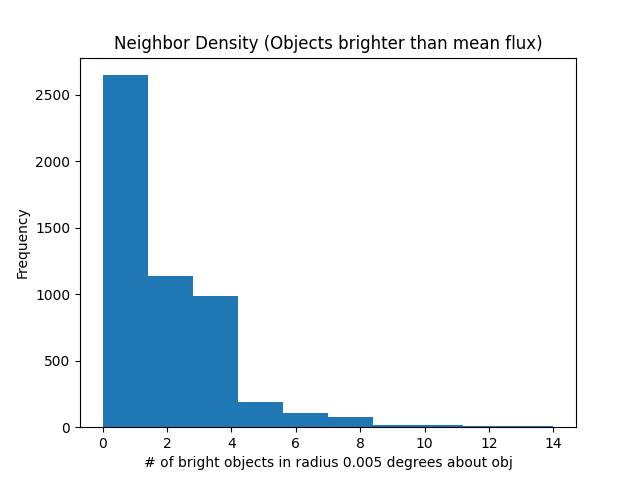 Neighbor Density (Objects brighter than mean flux)
Frequency
2500
2000
1500
1000
500
0
0 2 4 6 8 10 12 14
# of bright objects in radius 0.005 degrees about obj